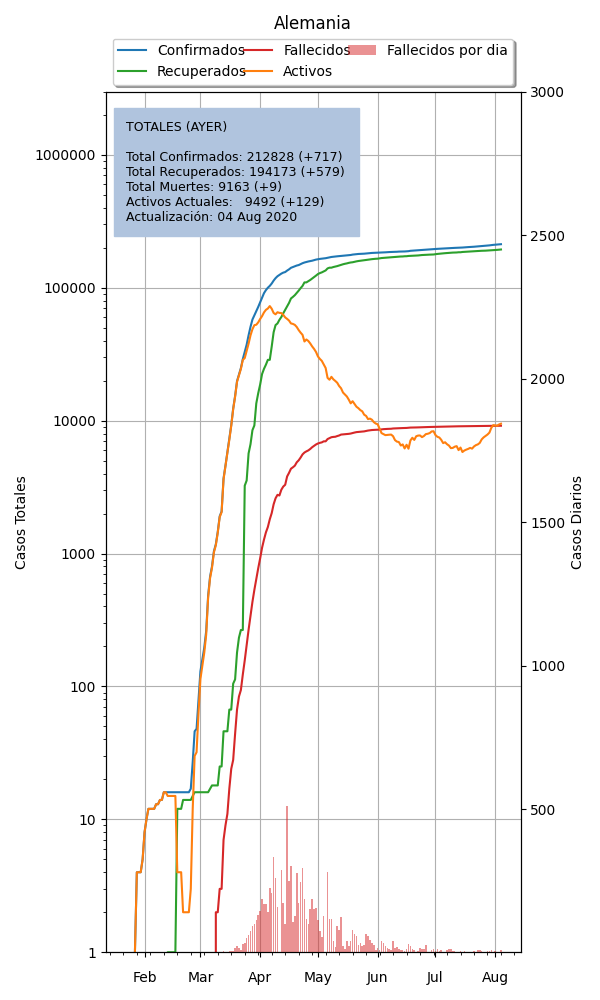 Alemania
Confirmados
Recuperados
Fallecidos
Activos
Fallecidos por dia
TOTALES (AYER)
Total Confirmados: 212828 (+717)
Total Recuperados: 194173 (+579)
Total Muertes: 9163 (+9)
Activos Actuales:   9492 (+129)
Actualización: 04 Aug 2020
1000000
100000
10000
1000
100
10
1
Casos Totales
3000
2500
2000
1500
1000
500
Casos Diarios
Feb Mar Apr May Jun Jul Aug